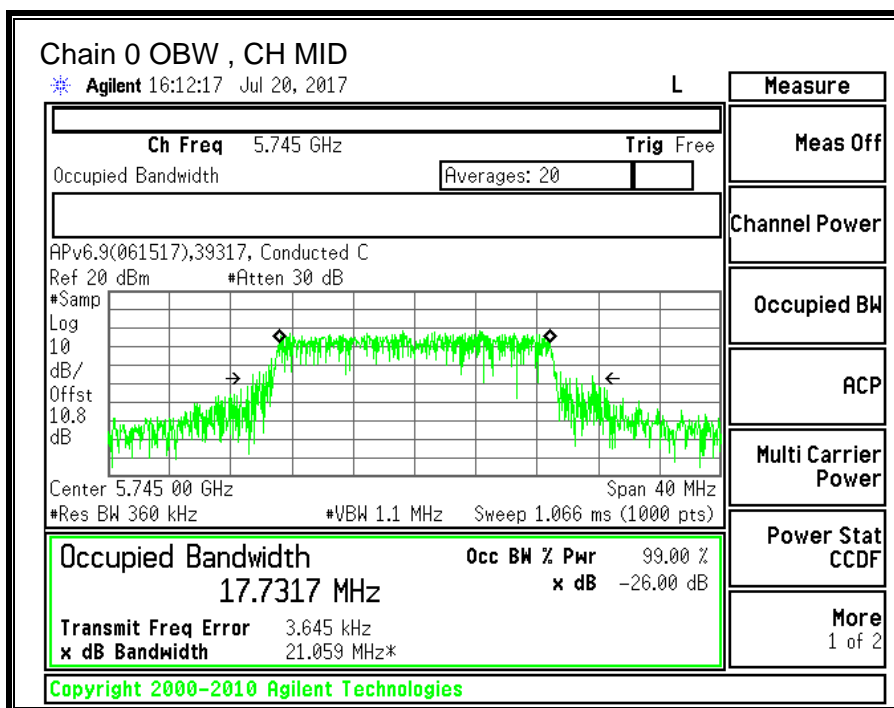 Chain 0 OBW , CH MID
Agilent 16:12:17 Jul 20, 2017 L
Measure
Ch Freq 5.745 GHz Trig Free
Meas Off
Occupied Bandwidth Averages: 20
Channel Power
APv6.9(061517),39317, Conducted C
Ref 20 dBm #Atten 30 dB
#Samp
Log
10
dB/
Offst
10.8
dB
Occupied BW
ACP
Multi Carrier
Power
Center 5.745 00 GHz Span 40 MHz
#Res BW 360 kHz #VBW 1.1 MHz Sweep 1.066 ms (1000 pts)
Power Stat
CCDF
Occupied Bandwidth Occ BW % Pwr 99.00 %
17.7317 MHz x dB -26.00 dB
Transmit Freq Error 3.645 kHz
x dB Bandwidth 21.059 MHz*
More
1 of 2
Copyright 2000-2010 Agilent Technologies